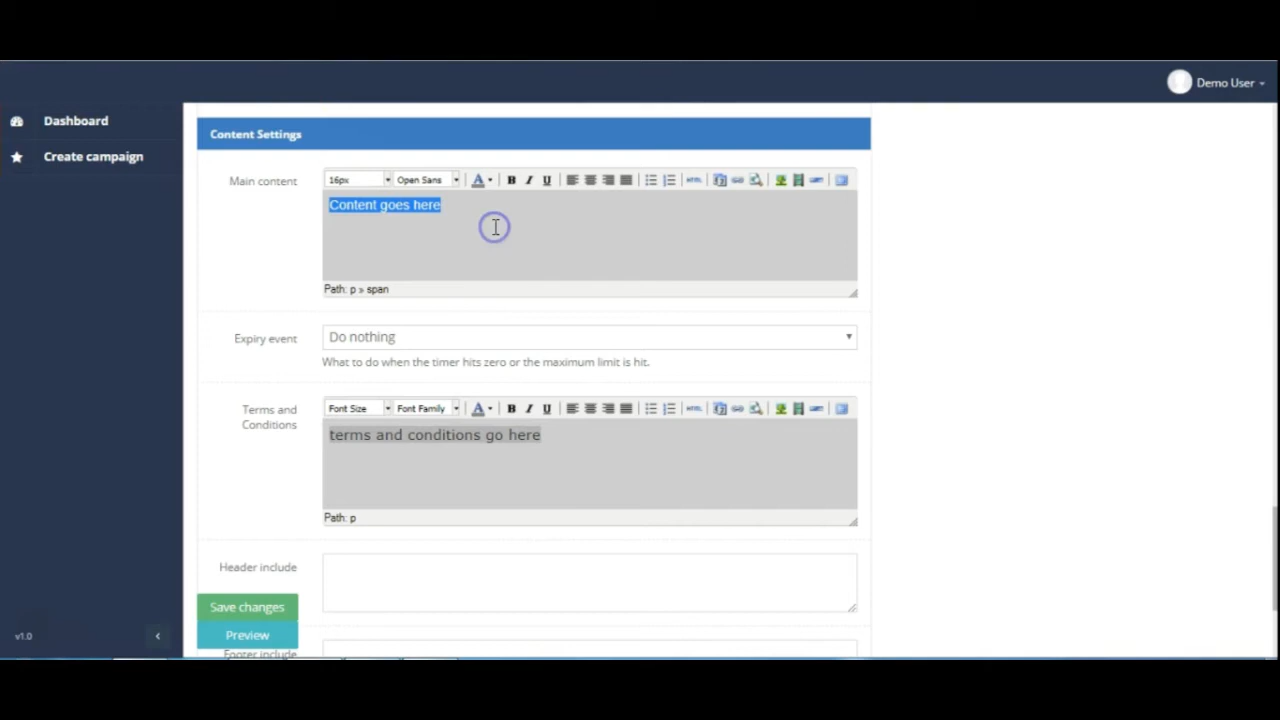 Demo User
Dashboard
Create campaign
Content Settings
Main content
16px
Open Sans
A
B I U
HTML
Content goes here
Path: p » span
Expiry event
Do nothing
What to do when the timer hits zero or the maximum limit is hit.
Terms and
Conditions
Font Size
Font Family
A
B I U
HTML
terms and conditions go here
Path: p
Header include
Save changes
Preview
v1.0
Footer include